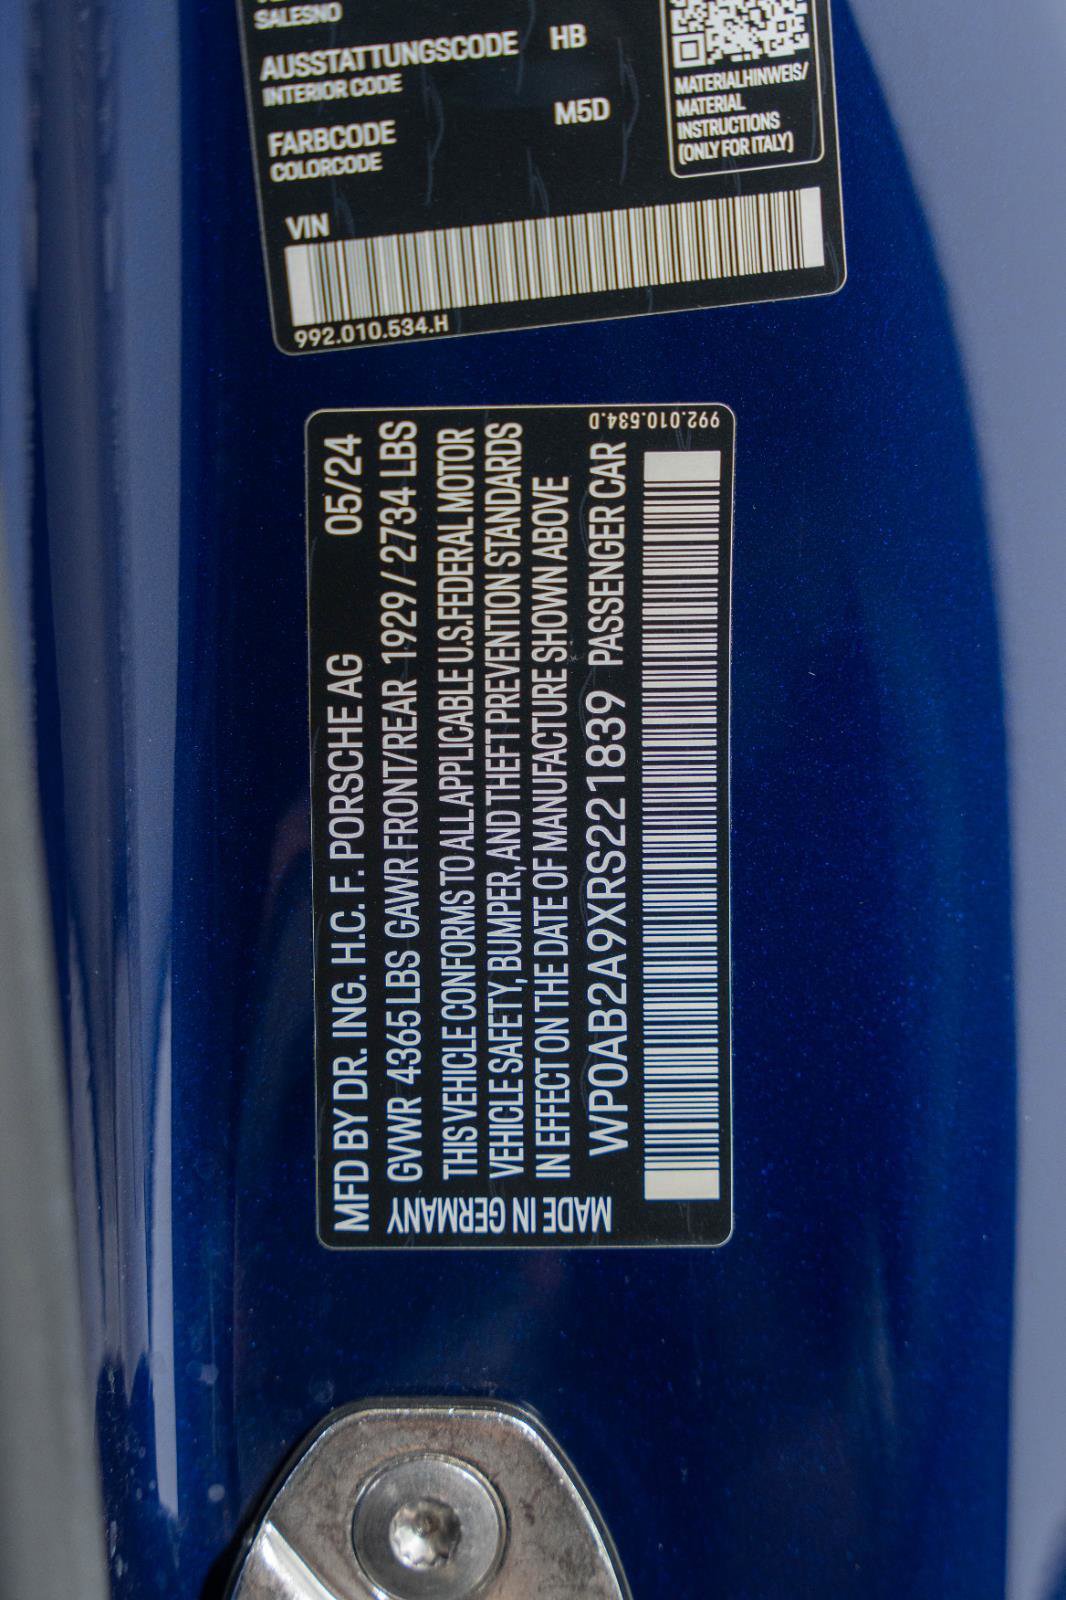 SALESNO
AUSSTATTUNGSCODE HB
INTERIOR CODE
FARBCODE M5D
COLORCODE
MATERIALHINWEIS/
MATERIAL
INSTRUCTIONS
(ONLY FOR ITALY)
VIN
992.010.534.H
992.010.534.D
MFD BY DR. ING. H.C. F. PORSCHE AG 05/24
GVWR 4365 LBS GAWR FRONT/REAR 1929 / 2734 LBS
THIS VEHICLE CONFORMS TO ALL APPLICABLE U.S. FEDERAL MOTOR
VEHICLE SAFETY, BUMPER, AND THEFT PREVENTION STANDARDS
IN EFFECT ON THE DATE OF MANUFACTURE SHOWN ABOVE
WP0AB2A9XRS221839 PASSENGER CAR
MADE IN GERMANY